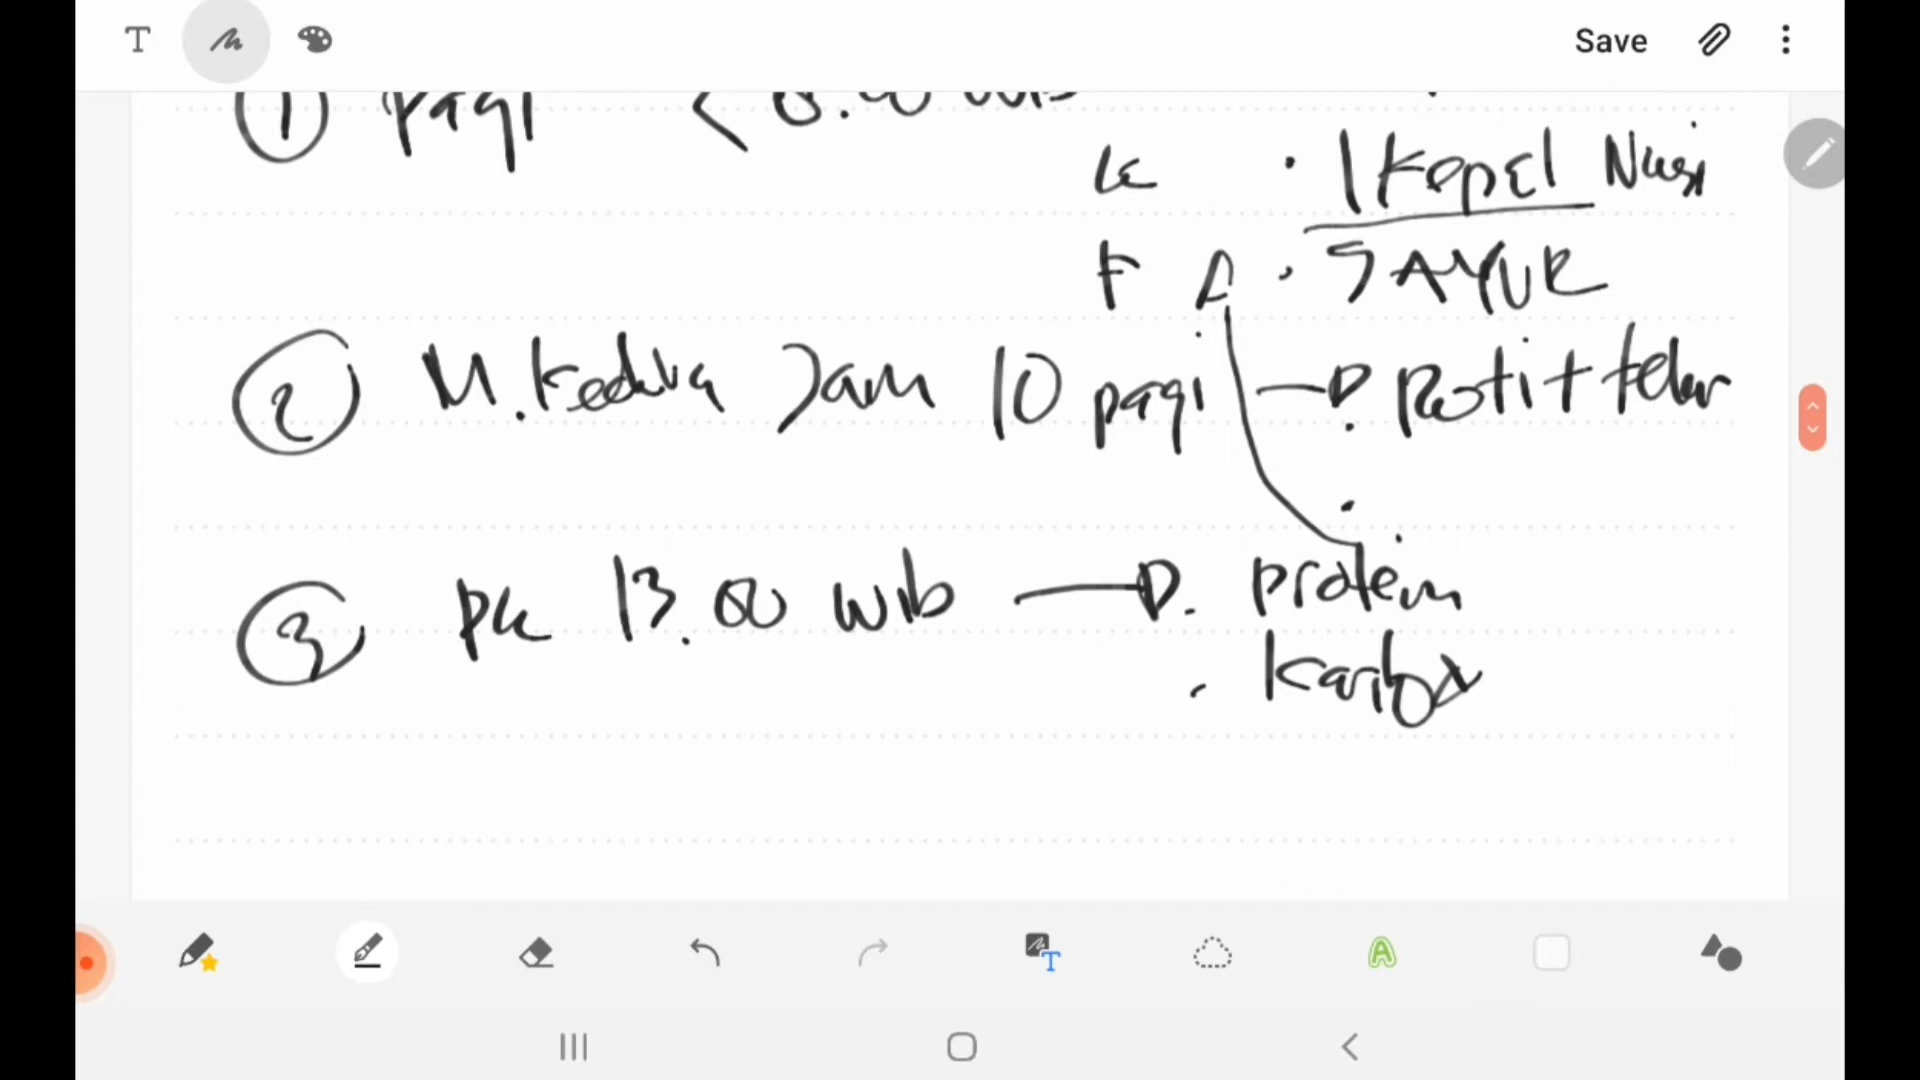 Save
① pagi <
K · 1 Kepel Nasi
F A · SAYUR
② M. Kedua Jam 10 pagi → Roti + telur
③ pk 13.00 wib → protein
· Karbo